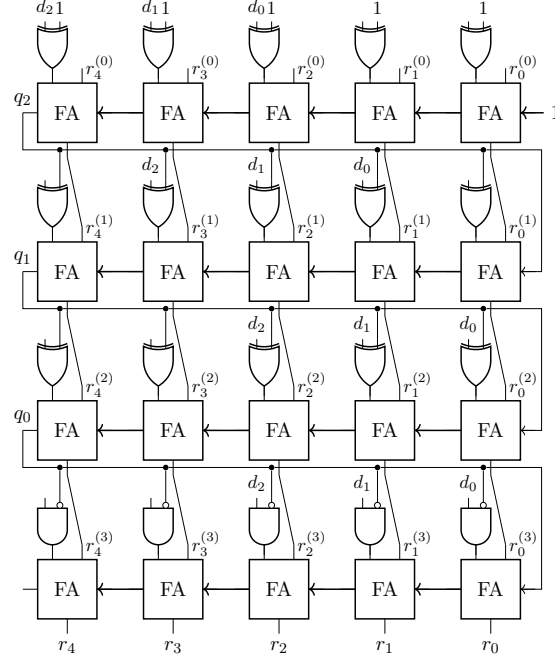 d₂ 1 d₁ 1 d₀ 1 1 1
r₄⁽⁰⁾ r₃⁽⁰⁾ r₂⁽⁰⁾ r₁⁽⁰⁾ r₀⁽⁰⁾
q₂ FA FA FA FA FA 1
d₂ d₁ d₀
r₄⁽¹⁾ r₃⁽¹⁾ r₂⁽¹⁾ r₁⁽¹⁾ r₀⁽¹⁾
q₁ FA FA FA FA FA
d₂ d₁ d₀
r₄⁽²⁾ r₃⁽²⁾ r₂⁽²⁾ r₁⁽²⁾ r₀⁽²⁾
q₀ FA FA FA FA FA
d₂ d₁ d₀
r₄⁽³⁾ r₃⁽³⁾ r₂⁽³⁾ r₁⁽³⁾ r₀⁽³⁾
FA FA FA FA FA
r₄ r₃ r₂ r₁ r₀